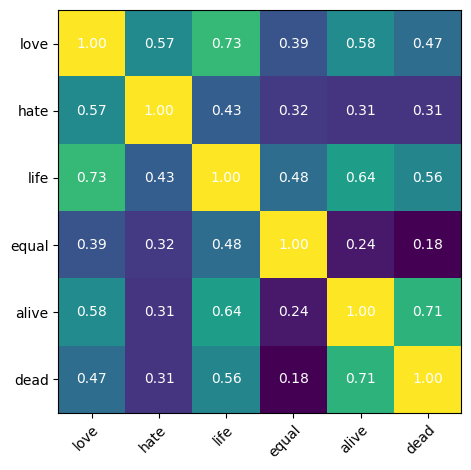 love 1.00 0.57 0.73 0.39 0.58 0.47
hate 0.57 1.00 0.43 0.32 0.31 0.31
life 0.73 0.43 1.00 0.48 0.64 0.56
equal 0.39 0.32 0.48 1.00 0.24 0.18
alive 0.58 0.31 0.64 0.24 1.00 0.71
dead 0.47 0.31 0.56 0.18 0.71 1.00
love hate life equal alive dead